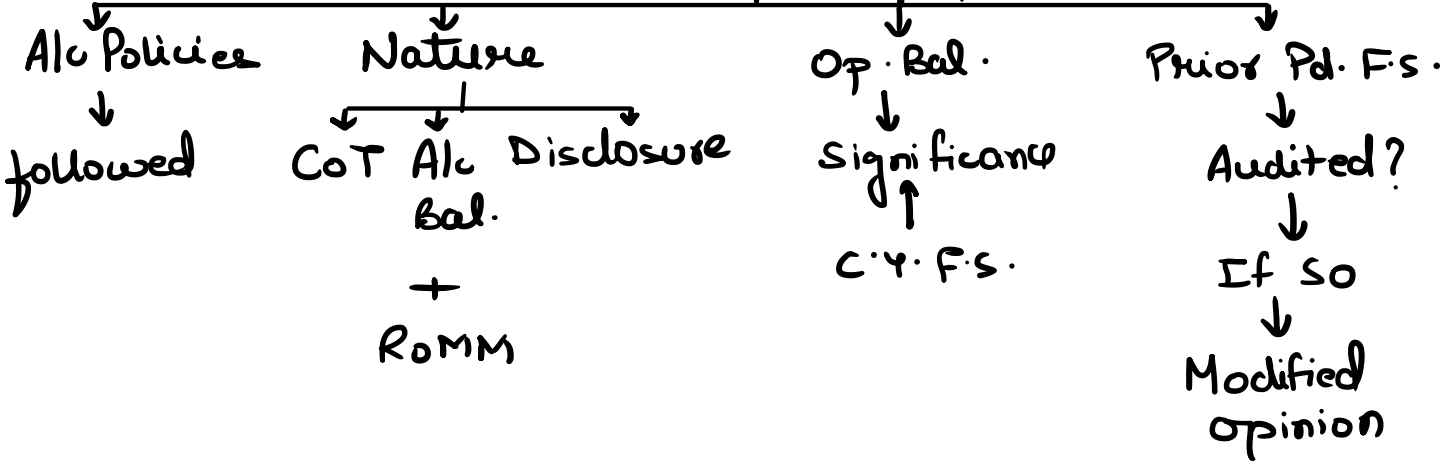 A/c Policies Nature Op. Bal. Prior Pd. F.S.
followed CoT A/c Disclosure Significance Audited?
Bal.
C.Y. F.S. If so
+
RoMM Modified
opinion